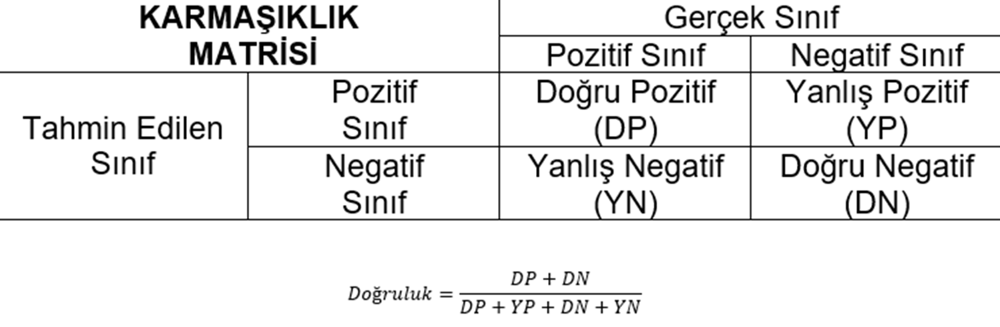 KARMAŞIKLIK
MATRİSİ
Gerçek Sınıf
Pozitif Sınıf
Negatif Sınıf
Tahmin Edilen
Sınıf
Pozitif
Sınıf
Doğru Pozitif
(DP)
Yanlış Pozitif
(YP)
Negatif
Sınıf
Yanlış Negatif
(YN)
Doğru Negatif
(DN)
Doğruluk = (DP + DN) / (DP + YP + DN + YN)